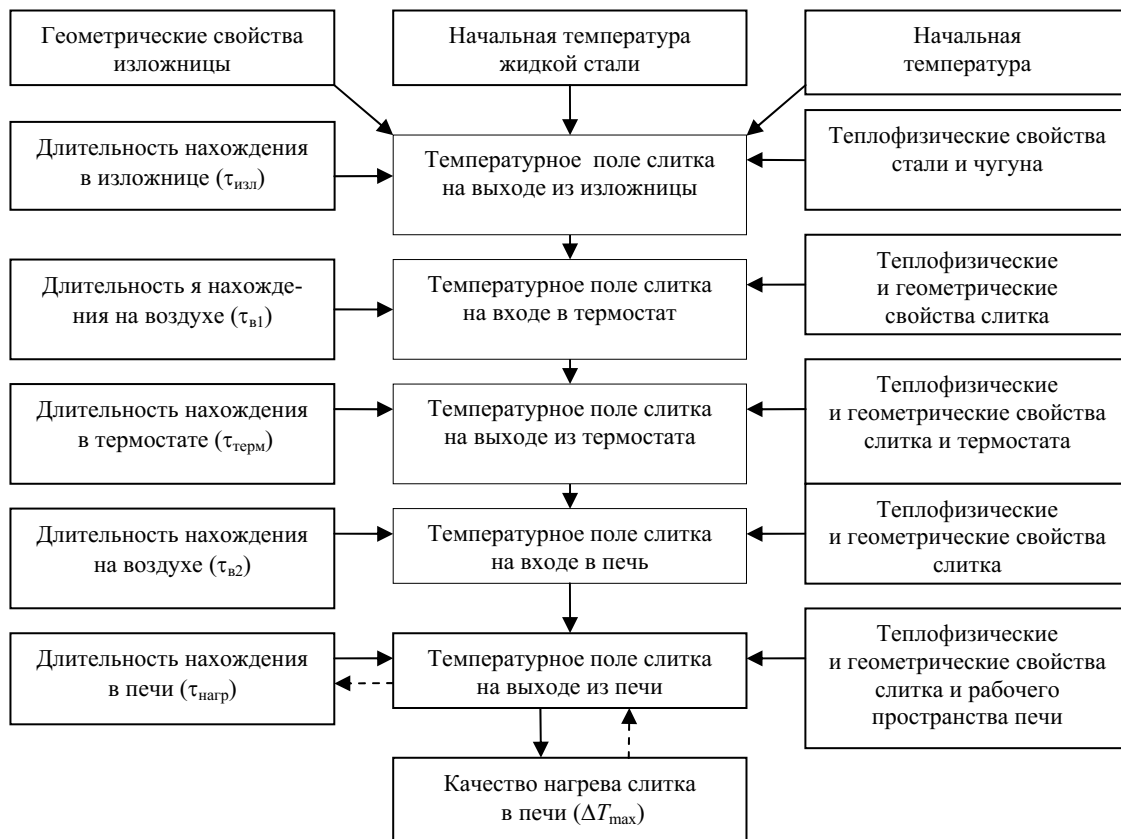 Геометрические свойства
изложницы
Начальная температура
жидкой стали
Начальная
температура
Длительность нахождения
в изложнице (τизл)
Температурное поле слитка
на выходе из изложницы
Теплофизические свойства
стали и чугуна
Длительность я нахожде-
ния на воздухе (τв1)
Температурное поле слитка
на входе в термостат
Теплофизические
и геометрические
свойства слитка
Длительность нахождения
в термостате (τтерм)
Температурное поле слитка
на выходе из термостата
Теплофизические
и геометрические свойства
слитка и термостата
Длительность нахождения
на воздухе (τв2)
Температурное поле слитка
на входе в печь
Теплофизические
и геометрические свойства
слитка
Длительность нахождения
в печи (τнагр)
Температурное поле слитка
на выходе из печи
Теплофизические
и геометрические свойства
слитка и рабочего
пространства печи
Качество нагрева слитка
в печи (ΔTmax)